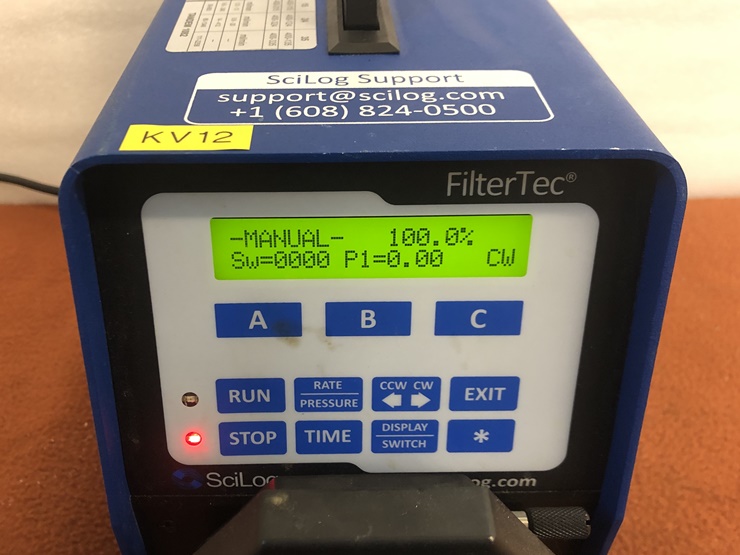 SciLog Support
support@scilog.com
+1 (608) 824-0500
KV12
FilterTec®
-MANUAL- 100.0%
Sw=0000 P1=0.00 CW
A B C
RUN RATE PRESSURE CCW CW EXIT
STOP TIME DISPLAY SWITCH *